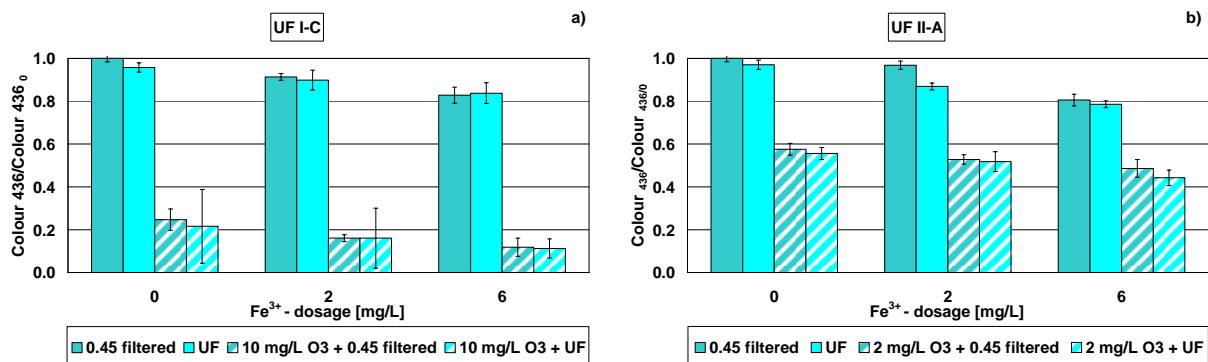 UF I-C
a)
Colour 436/Colour 436 0
1.0
0.8
0.6
0.4
0.2
0.0
0 2 6
Fe3+ - dosage [mg/L]
0.45 filtered UF 10 mg/L O3 + 0.45 filtered 10 mg/L O3 + UF
UF II-A
b)
Colour 436/Colour 436/0
1.0
0.8
0.6
0.4
0.2
0.0
0 2 6
Fe3+ - dosage [mg/L]
0.45 filtered UF 2 mg/L O3 + 0.45 filtered 2 mg/L O3 + UF